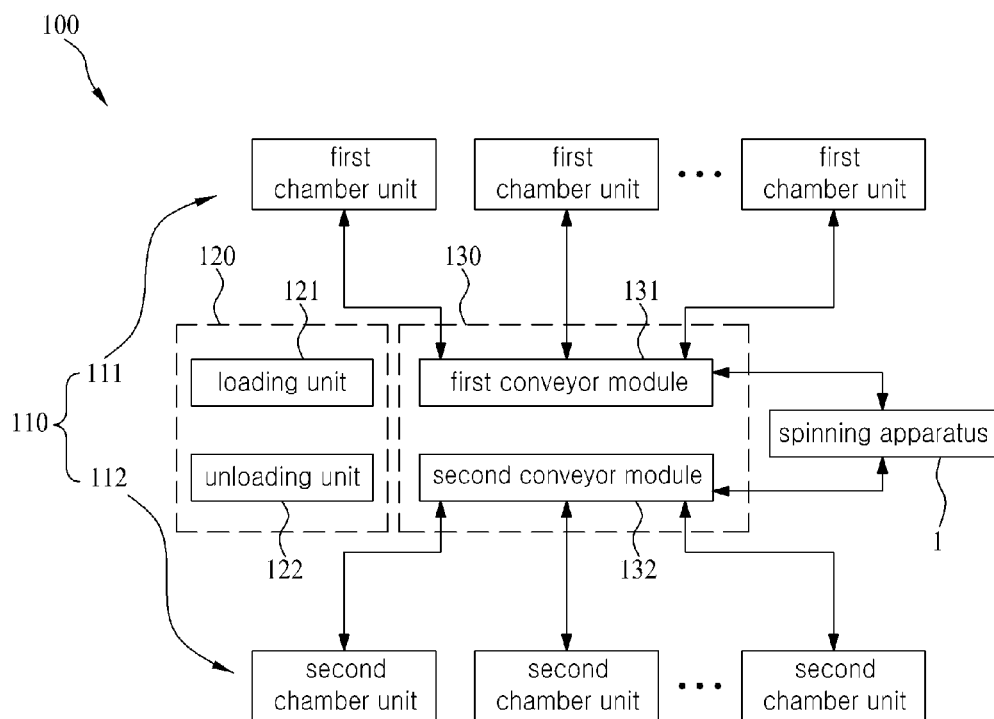 100
first
chamber unit
first
chamber unit
• • •
first
chamber unit
120
130
121
131
111
loading unit
first conveyor module
110
spinning apparatus
112
unloading unit
second conveyor module
122
132
1
second
chamber unit
second
chamber unit
• • •
second
chamber unit